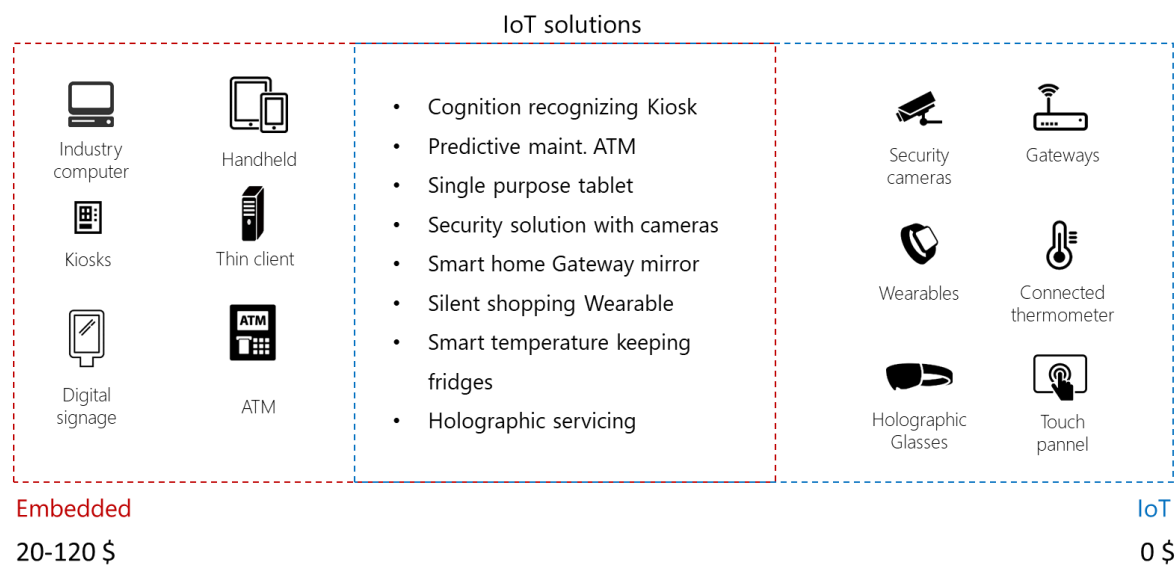 IoT solutions
Industry
computer
Handheld
Kiosks
Thin client
Digital
signage
ATM
ATM
• Cognition recognizing Kiosk
• Predictive maint. ATM
• Single purpose tablet
• Security solution with cameras
• Smart home Gateway mirror
• Silent shopping Wearable
• Smart temperature keeping
fridges
• Holographic servicing
Security
cameras
Gateways
Wearables
Connected
thermometer
Holographic
Glasses
Touch
pannel
Embedded
20-120 $
IoT
0 $